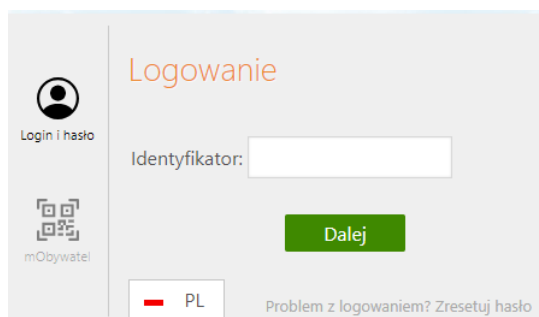 Logowanie
Login i hasło
Identyfikator:
Dalej
mObywatel
PL
Problem z logowaniem? Zresetuj hasło